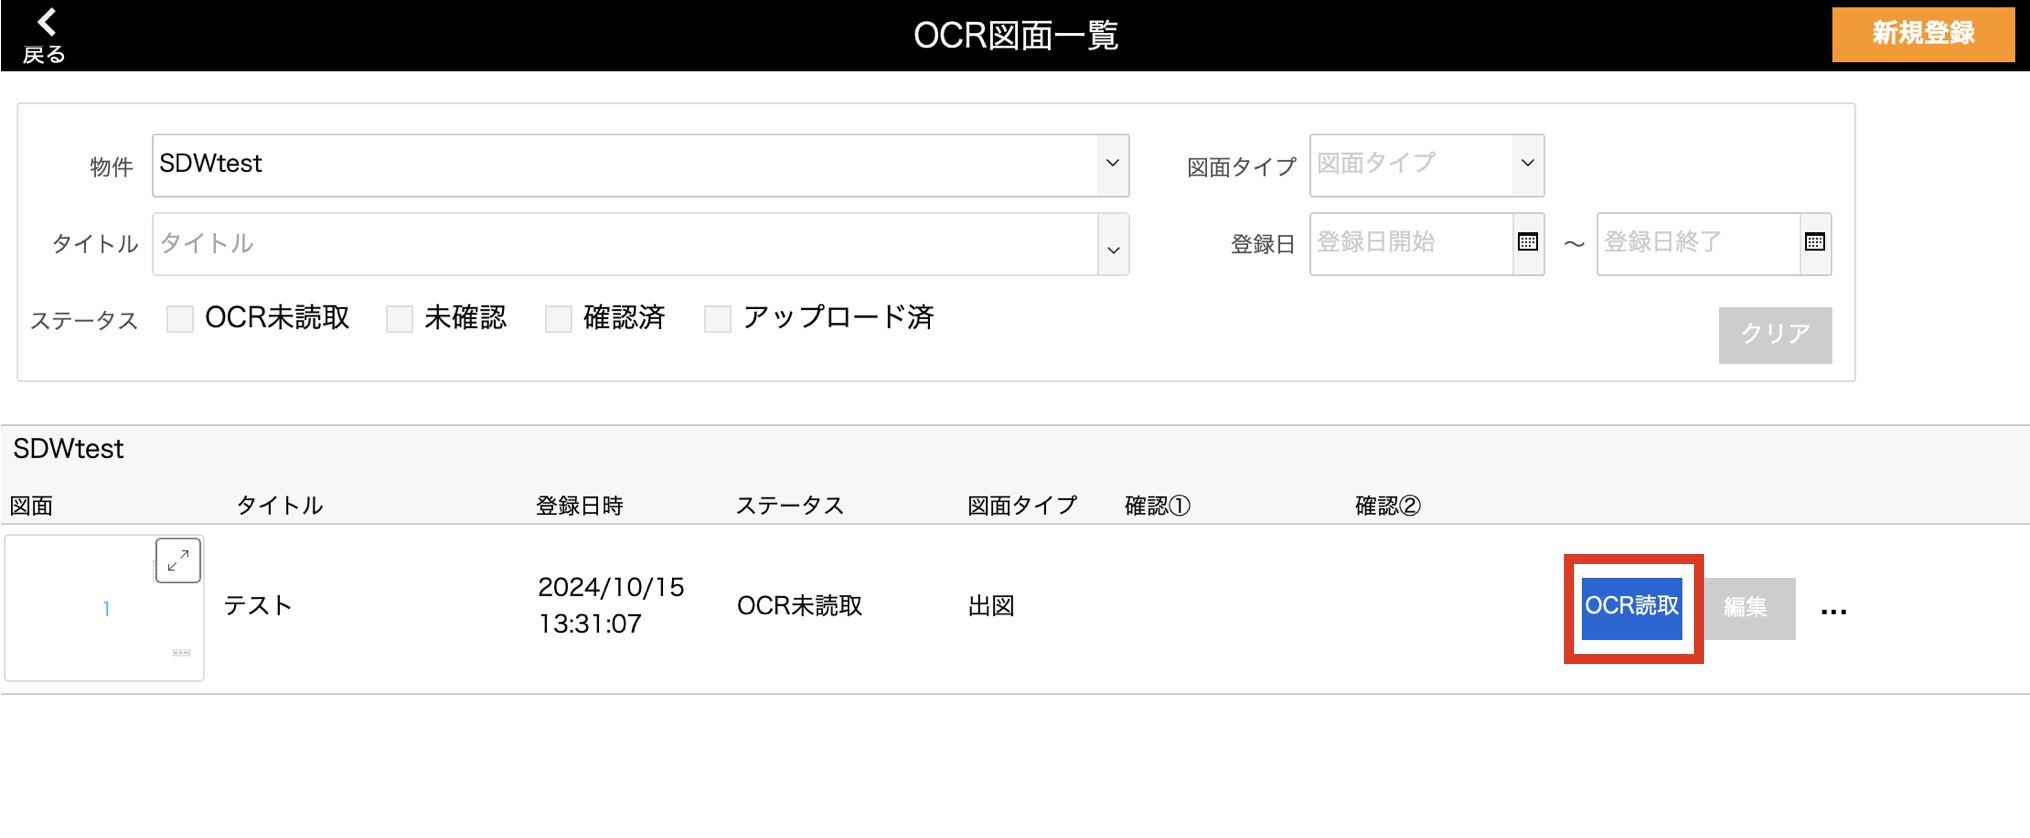 戻る
OCR図面一覧
新規登録
物件
SDWtest
図面タイプ
図面タイプ
タイトル
タイトル
登録日
登録日開始
～
登録日終了
ステータス
OCR未読取
未確認
確認済
アップロード済
クリア
SDWtest
図面
タイトル
登録日時
ステータス
図面タイプ
確認①
確認②
1
テスト
2024/10/15
13:31:07
OCR未読取
出図
OCR読取
編集
...